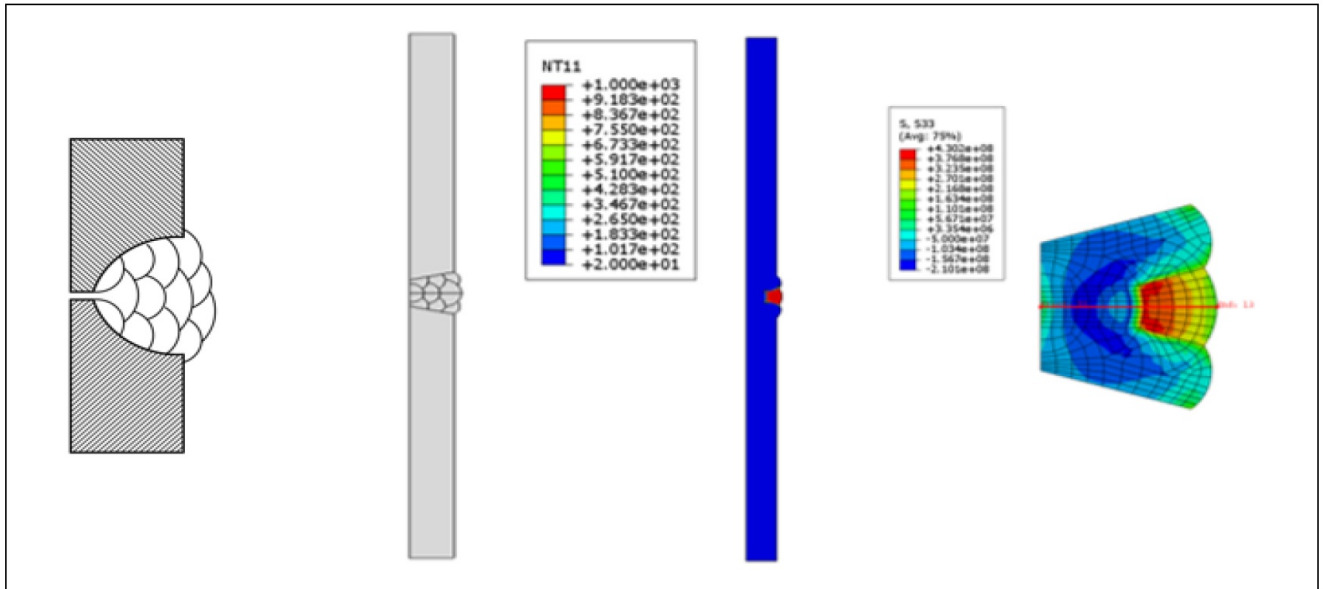 NT11
+1.000e+03
+9.183e+02
+8.367e+02
+7.550e+02
+6.733e+02
+5.917e+02
+5.100e+02
+4.283e+02
+3.467e+02
+2.650e+02
+1.833e+02
+1.017e+02
+2.000e+01
S, S33
(Avg: 75%)
+4.302e+08
+3.768e+08
+3.235e+08
+2.701e+08
+2.168e+08
+1.634e+08
+1.101e+08
+5.671e+07
+3.354e+06
-5.000e+07
-1.034e+08
-1.567e+08
-2.101e+08